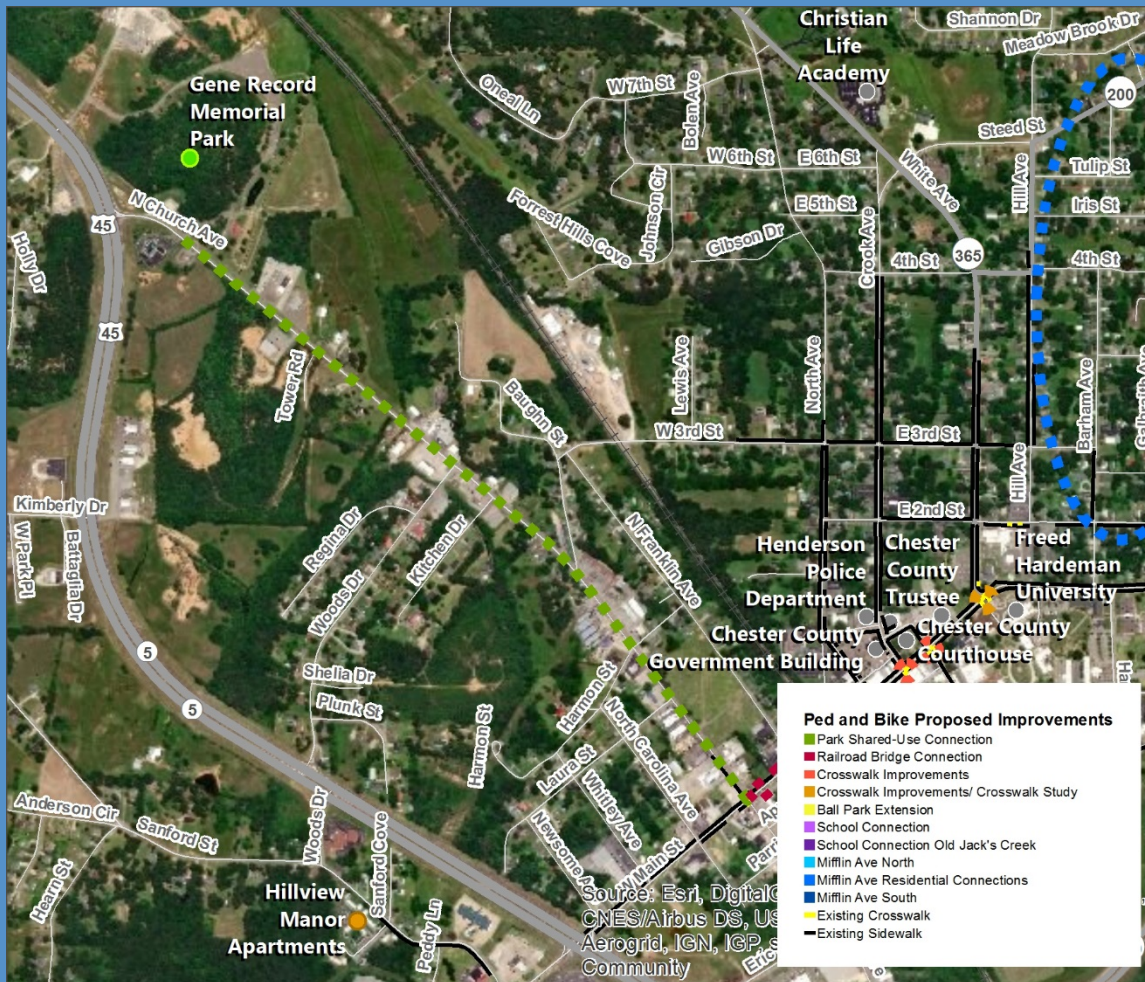 Christian
Life
Academy
Shannon Dr
Meadow Brook Dr
Gene Record
Memorial
Park
Oneal Ln
W 7th St
Bolen Ave
200
Steed St
W 6th St
E 6th St
White Ave
Hill Ave
Tulip St
N Church Ave
45
Holly Dr
Johnson Cir
E 5th St
Iris St
Forrest Hills Cove
Gibson Dr
Crook Ave
365
4th St
4th St
45
Tower Rd
Lewis Ave
North Ave
Baughn St
Barham Ave
W 3rd St
E 3rd St
Hill Ave
Kimberly Dr
E 2nd St
W Park Pl
Battaglia Dr
Regina Dr
Kitchen Dr
N Franklin Ave
Henderson
Police
Department
Chester
County
Trustee
Freed
Hardeman
University
Woods Dr
Chester County
Government Building
Chester County
Courthouse
5
Shelia Dr
5
Plunk St
Harmon St
Harmon St
North Carolina Ave
Laura St
Whitley Ave
Anderson Cir
Sanford St
Woods Dr
Sanford Cove
Hearn St
W Main St
Hillview
Manor
Apartments
Peddy Ln
Source: Esri,
CNES/Airbus DS,
Aerogrid, IGN, IGP,
Community
Ped and Bike Proposed Improvements
Park Shared-Use Connection
Railroad Bridge Connection
Crosswalk Improvements
Crosswalk Improvements/ Crosswalk Study
Ball Park Extension
School Connection
School Connection Old Jack's Creek
Mifflin Ave North
Mifflin Ave Residential Connections
Mifflin Ave South
Existing Crosswalk
Existing Sidewalk